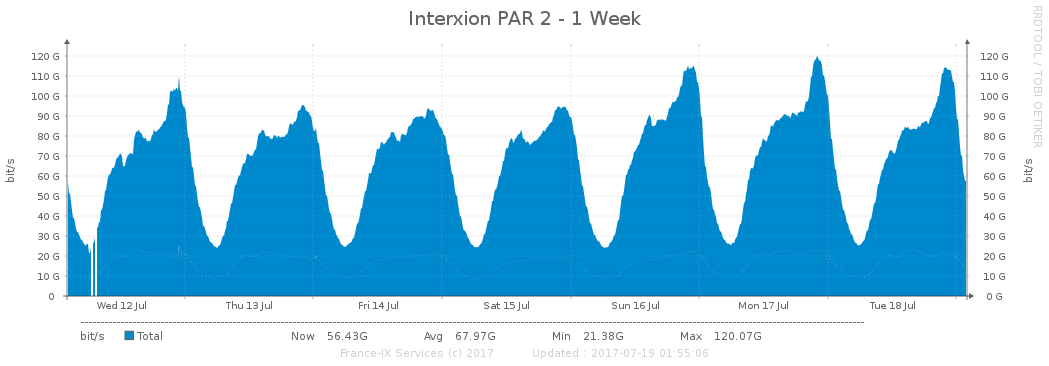 Interxion PAR 2 - 1 Week
RRDTOOL / TOBI OETIKER
120 G 120 G
110 G 110 G
100 G 100 G
90 G 90 G
80 G 80 G
70 G 70 G
60 G 60 G
50 G 50 G
40 G 40 G
30 G 30 G
20 G 20 G
10 G 10 G
0 0 G
bit/s
bit/s
Wed 12 Jul Thu 13 Jul Fri 14 Jul Sat 15 Jul Sun 16 Jul Mon 17 Jul Tue 18 Jul
bit/s Total Now 56.43G Avg 67.97G Min 21.38G Max 120.07G
France-IX Services (c) 2017 Updated : 2017-07-19 01:55:06